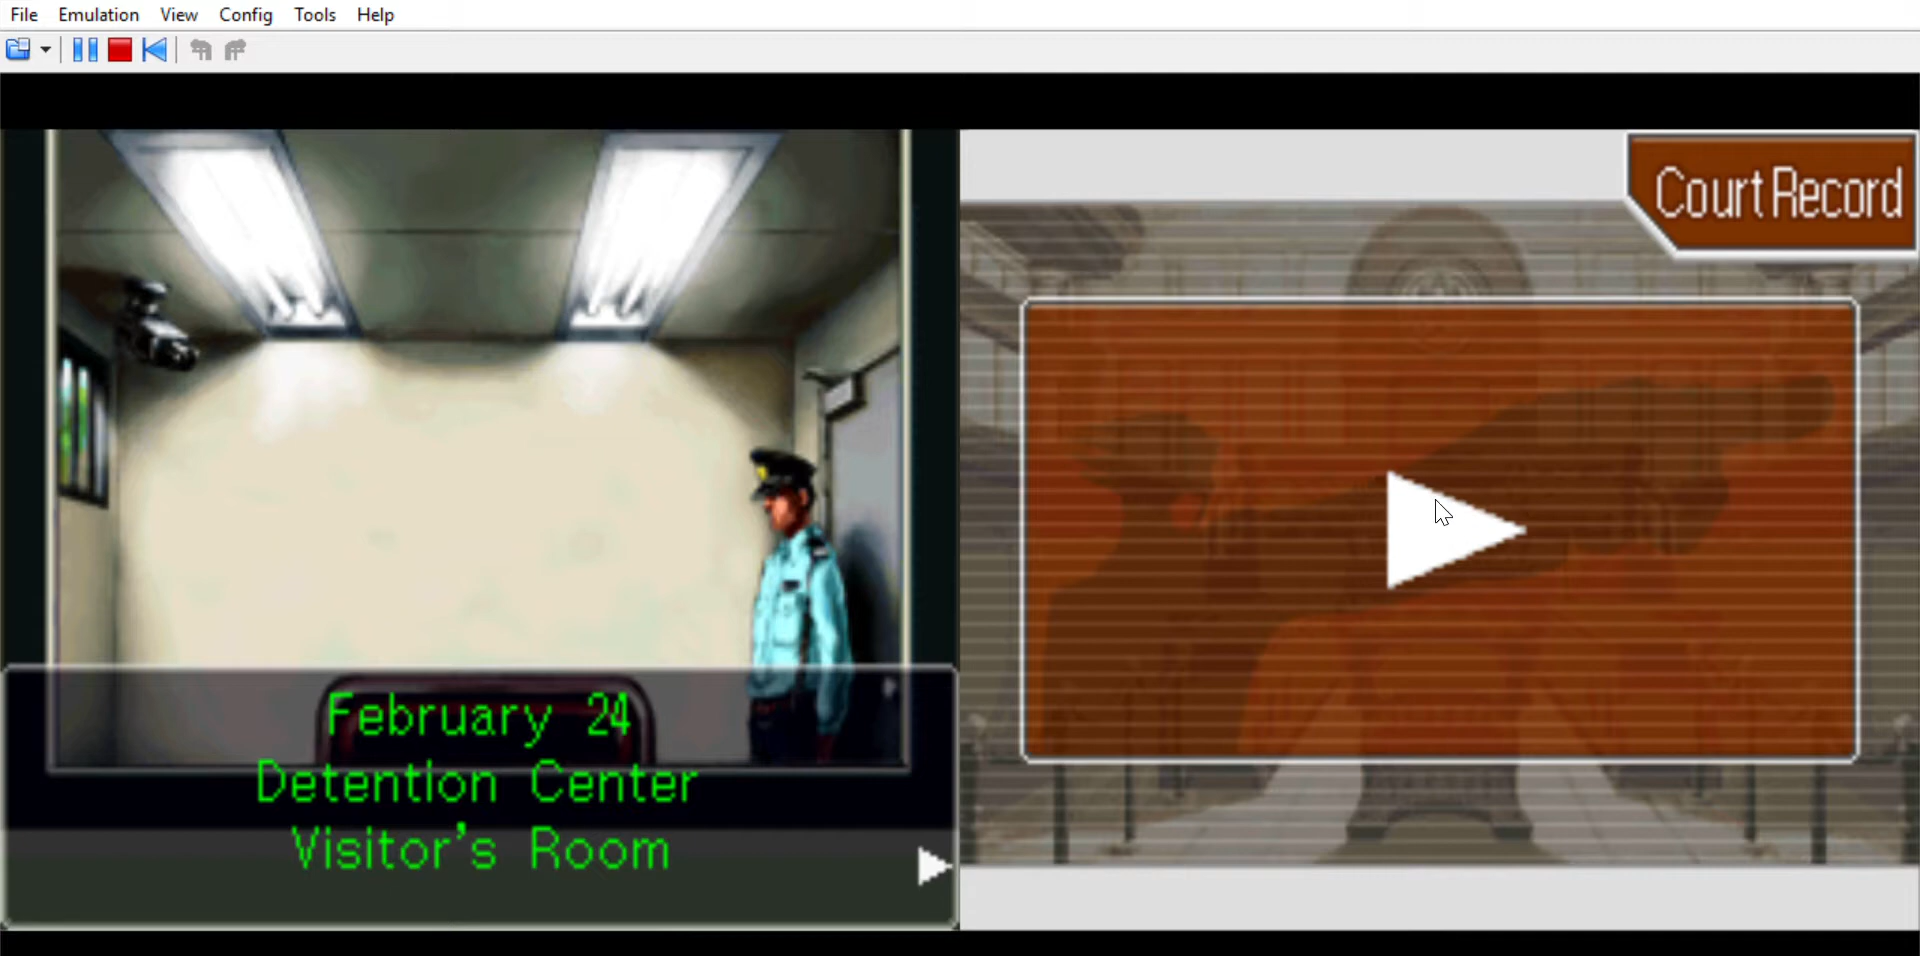 File Emulation View Config Tools Help
Court Record
February 24
Detention Center
Visitor's Room